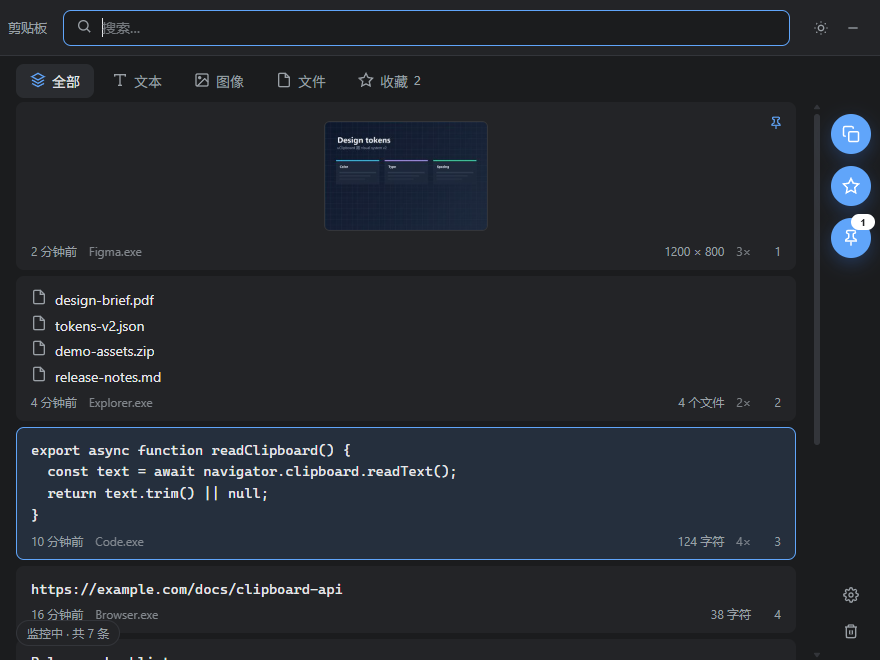 剪贴板
搜索...
全部
文本
图像
文件
收藏 2
Design tokens
Color
Type
Spacing
2 分钟前 Figma.exe
1200 × 800 3× 1
1
design-brief.pdf
tokens-v2.json
demo-assets.zip
release-notes.md
4 分钟前 Explorer.exe
4 个文件 2× 2
export async function readClipboard() {
  const text = await navigator.clipboard.readText();
  return text.trim() || null;
}
10 分钟前 Code.exe
124 字符 4× 3
https://example.com/docs/clipboard-api
16 分钟前 Browser.exe
38 字符 4
监控中 · 共 7 条